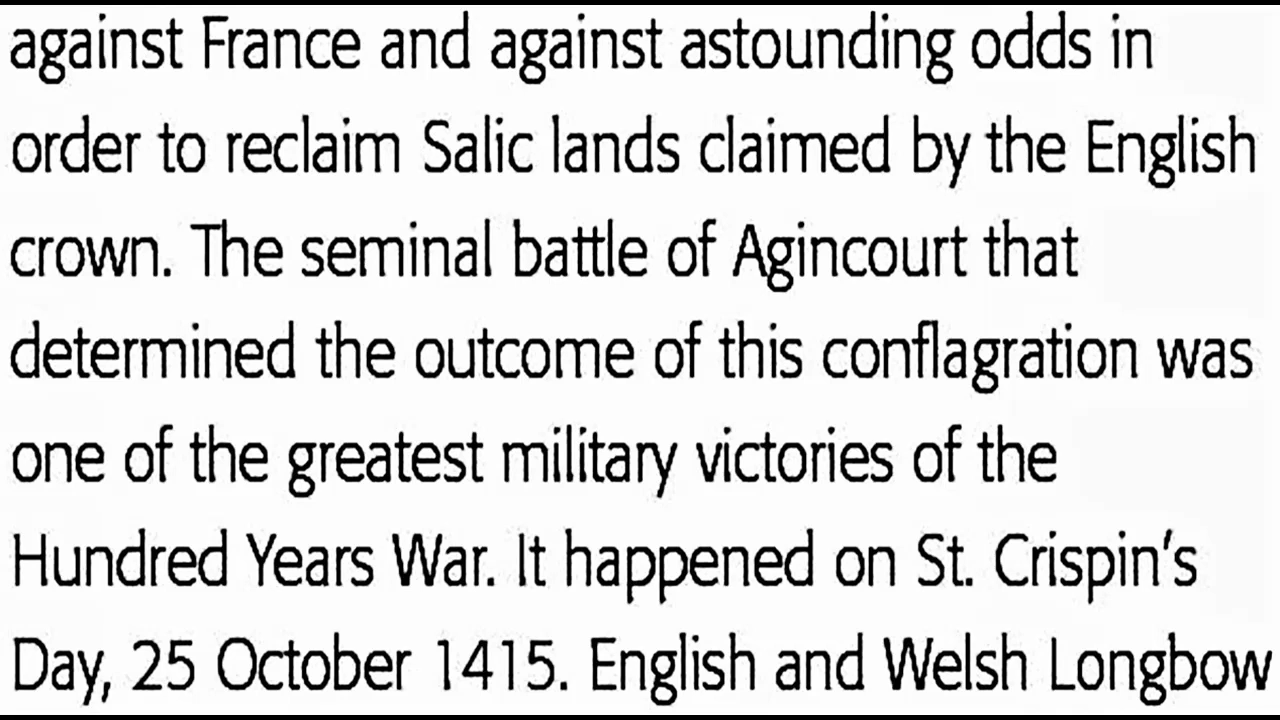 against France and against astounding odds in
order to reclaim Salic lands claimed by the English
crown. The seminal battle of Agincourt that
determined the outcome of this conflagration was
one of the greatest military victories of the
Hundred Years War. It happened on St. Crispin's
Day, 25 October 1415. English and Welsh Longbow